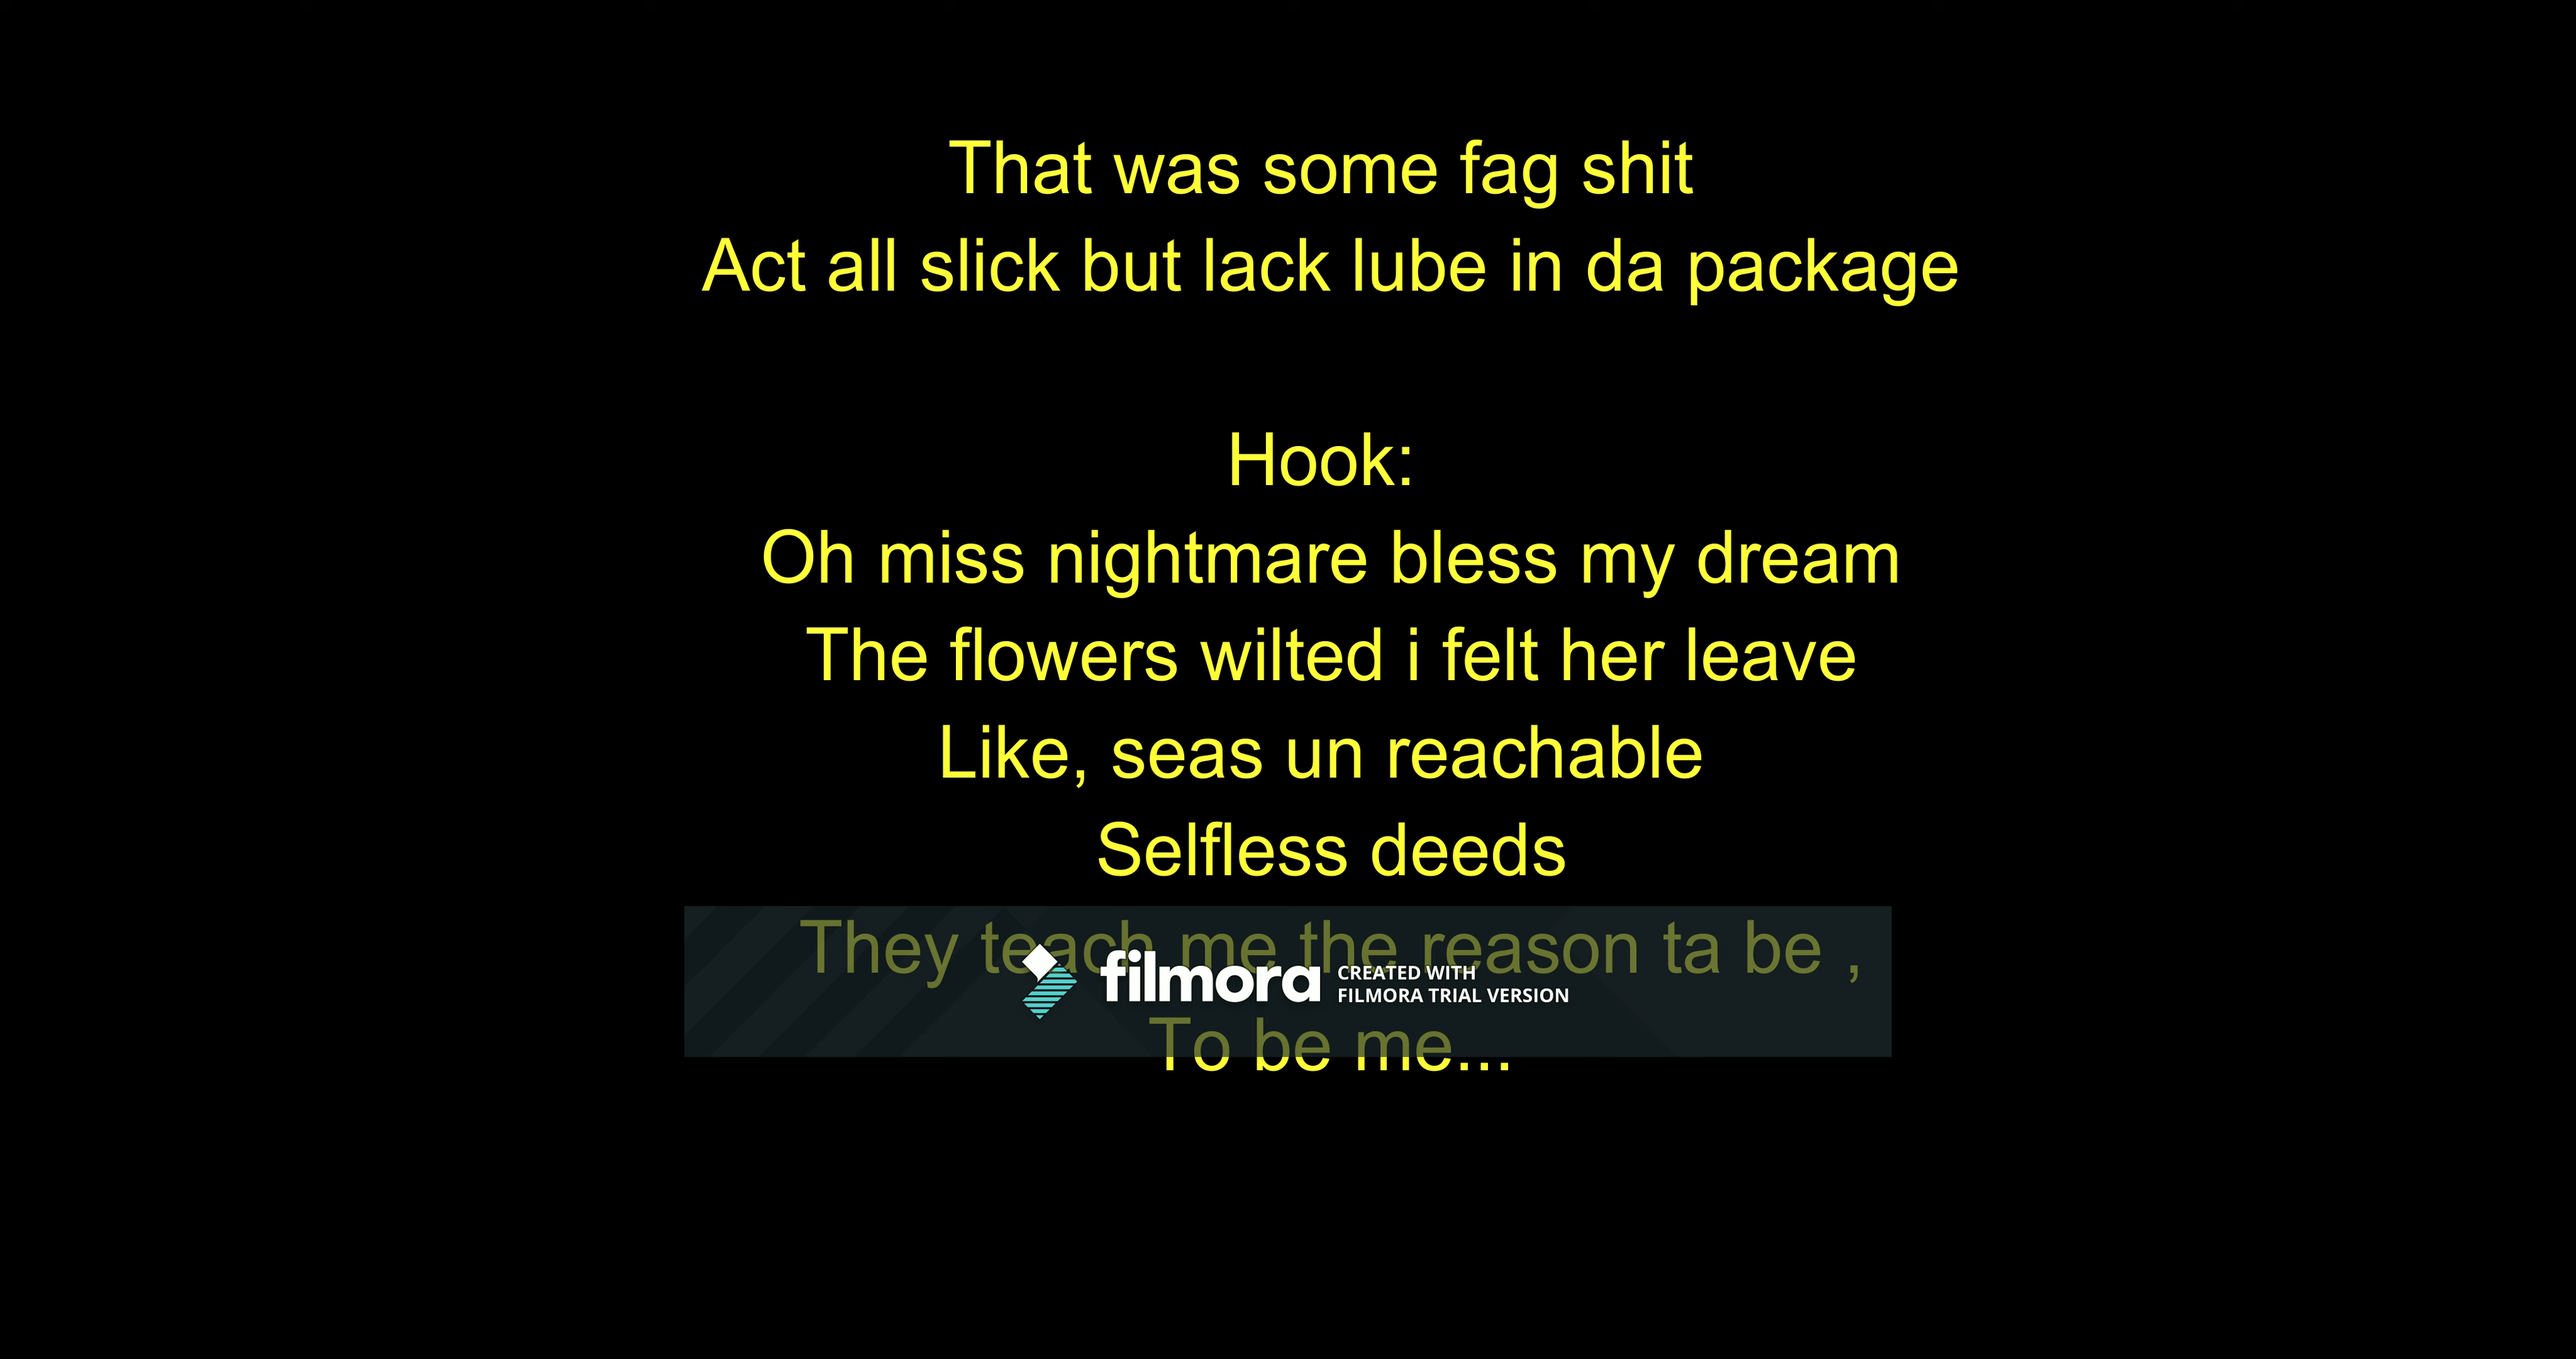 That was some fag shit
Act all slick but lack lube in da package
Hook:
Oh miss nightmare bless my dream
The flowers wilted i felt her leave
Like, seas un reachable
Selfless deeds
They teach me the reason ta be ,
filmora CREATED WITH
FILMORA TRIAL VERSION
To be me...